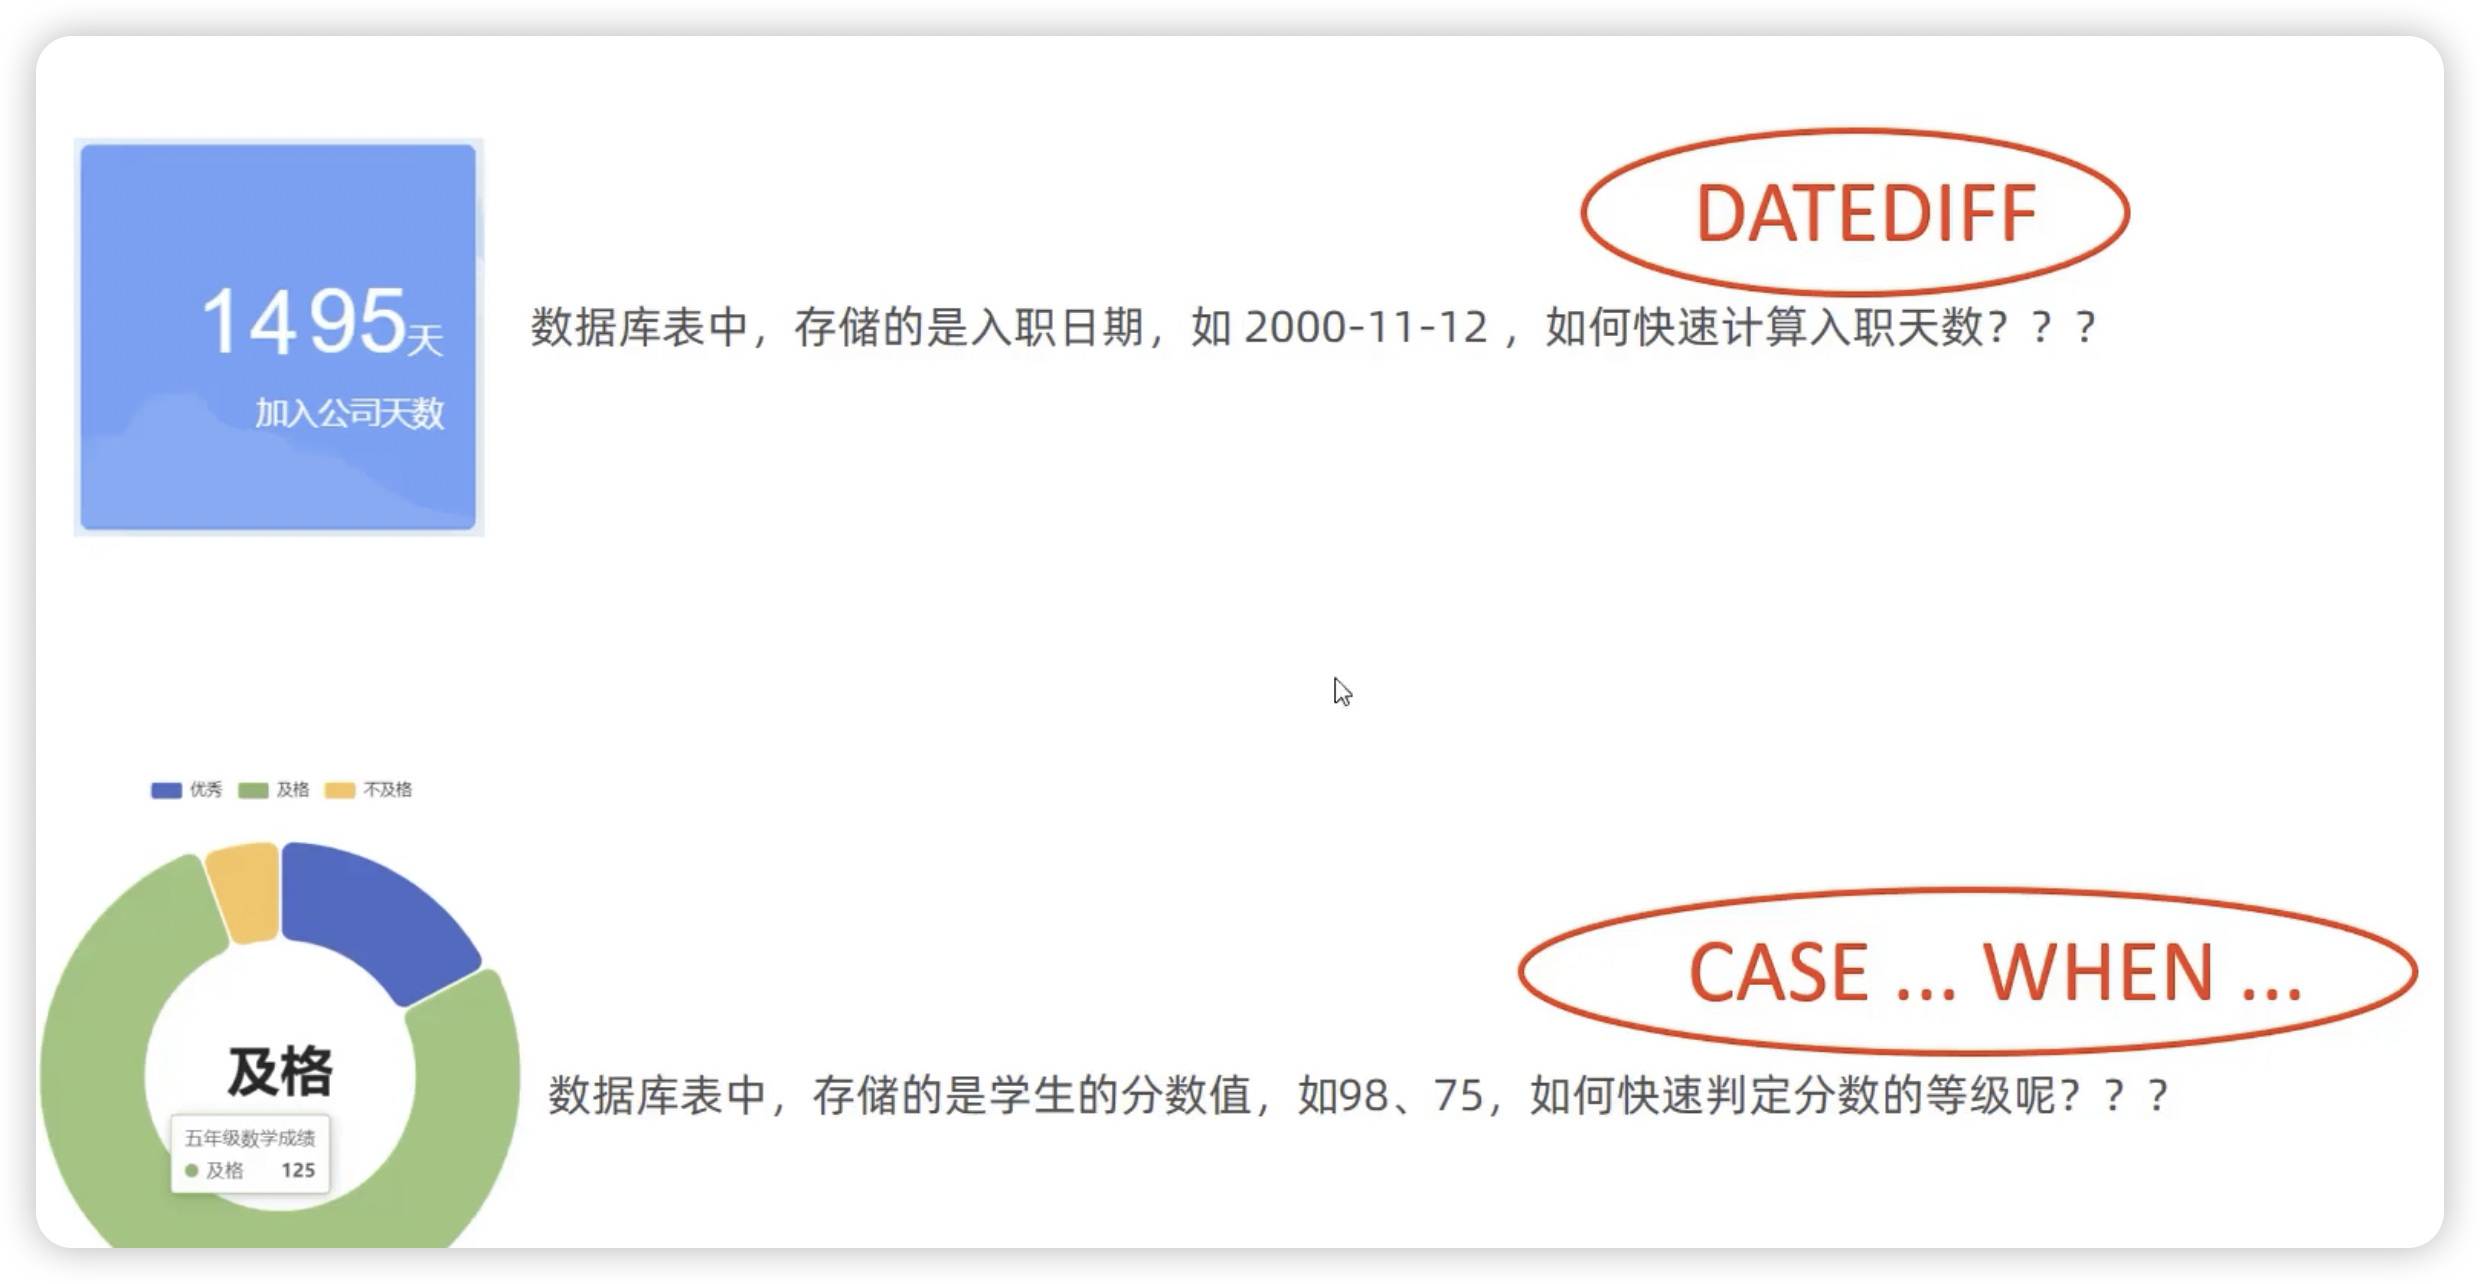 DATEDIFF
1495天
加入公司天数
数据库表中，存储的是入职日期，如 2000-11-12 ，如何快速计算入职天数？？？
优秀 及格 不及格
CASE ... WHEN ...
及格
五年级数学成绩
及格 125
数据库表中，存储的是学生的分数值，如98、75，如何快速判定分数的等级呢？？？